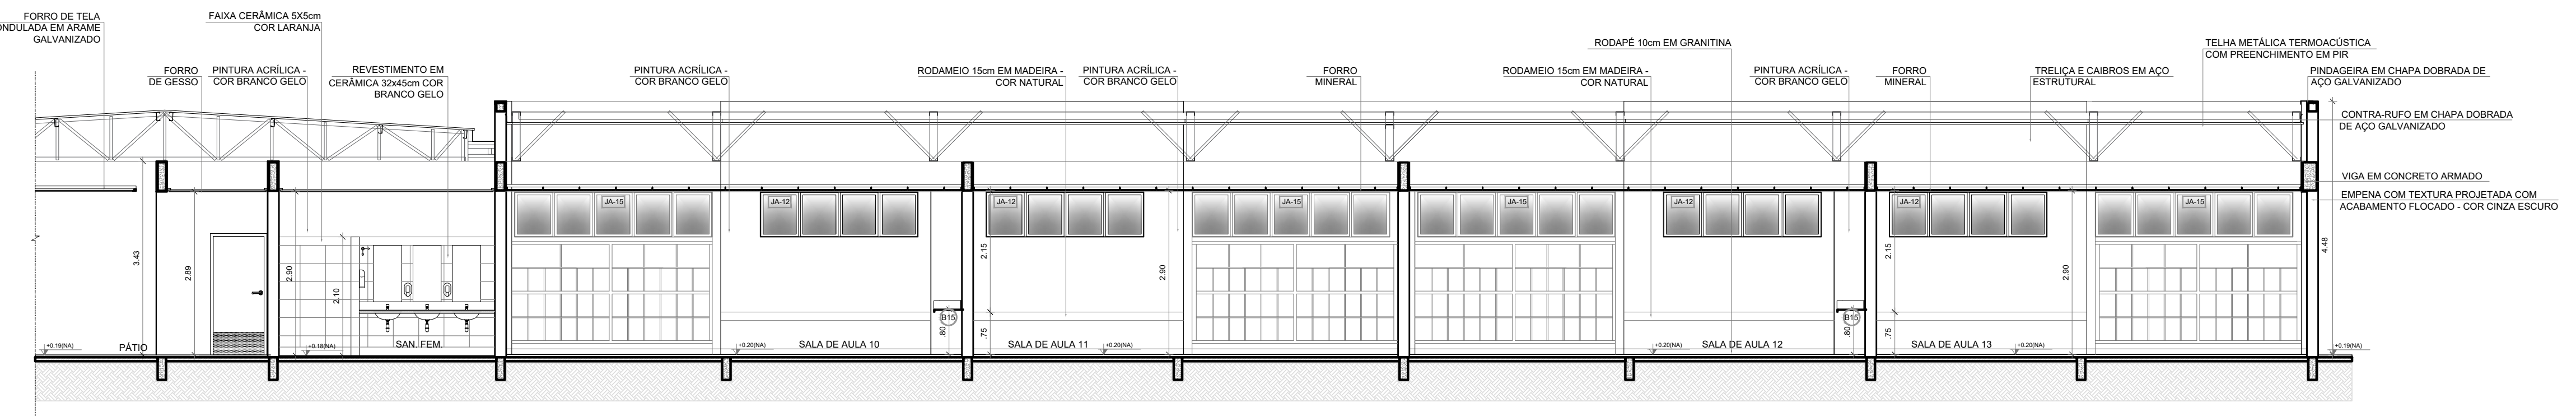 FORRO DE TELA
ONDULADA EM ARAME
GALVANIZADO
FAIXA CERÂMICA 5X5cm
COR LARANJA
FORRO
DE GESSO
PINTURA ACRÍLICA -
COR BRANCO GELO
REVESTIMENTO EM
CERÂMICA 32x45cm COR
BRANCO GELO
PINTURA ACRÍLICA -
COR BRANCO GELO
RODAMEIO 15cm EM MADEIRA -
COR NATURAL
PINTURA ACRÍLICA -
COR BRANCO GELO
FORRO
MINERAL
RODAPÉ 10cm EM GRANITINA
RODAMEIO 15cm EM MADEIRA -
COR NATURAL
PINTURA ACRÍLICA -
COR BRANCO GELO
FORRO
MINERAL
TELHA METÁLICA TERMOACÚSTICA
COM PREENCHIMENTO EM PIR
TRELIÇA E CAIBROS EM AÇO
ESTRUTURAL
PINDAGEIRA EM CHAPA DOBRADA DE
AÇO GALVANIZADO
CONTRA-RUFO EM CHAPA DOBRADA
DE AÇO GALVANIZADO
VIGA EM CONCRETO ARMADO
EMPENA COM TEXTURA PROJETADA COM
ACABAMENTO FLOCADO - COR CINZA ESCURO
JA-15
JA-12
JA-12
JA-15
JA-15
JA-12
JA-12
JA-15
3.43
2.89
2.90
2.10
2.15
2.90
2.15
2.90
4.48
B15
.80
.75
B15
.80
.75
+0.19(NA)
PÁTIO
+0.18(NA)
SAN. FEM.
+0.20(NA)
SALA DE AULA 10
SALA DE AULA 11
+0.20(NA)
+0.20(NA)
SALA DE AULA 12
SALA DE AULA 13
+0.20(NA)
+0.19(NA)